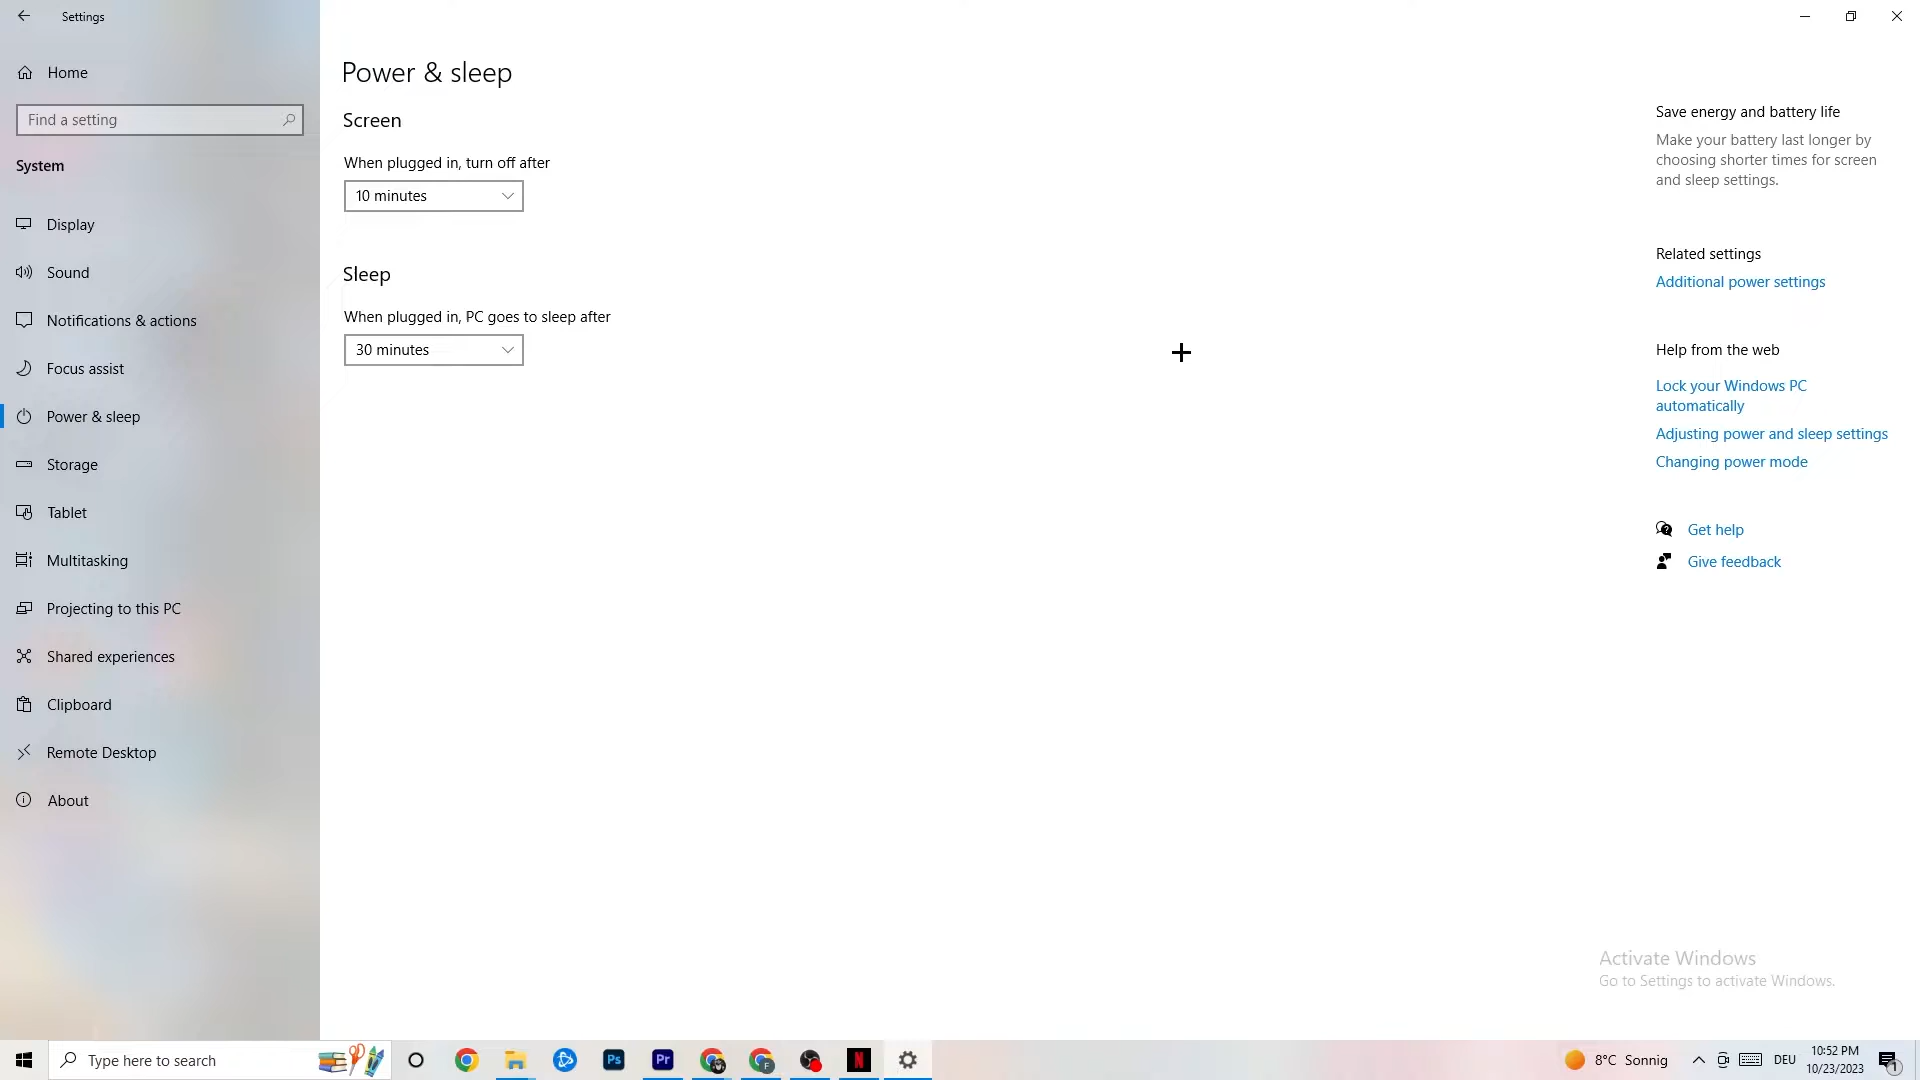 Settings
Home
Find a setting
System
Display
Sound
Notifications & actions
Focus assist
Power & sleep
Storage
Tablet
Multitasking
Projecting to this PC
Shared experiences
Clipboard
Remote Desktop
About
Power & sleep
Screen
When plugged in, turn off after
10 minutes
Sleep
When plugged in, PC goes to sleep after
30 minutes
Save energy and battery life
Make your battery last longer by
choosing shorter times for screen
and sleep settings.
Related settings
Additional power settings
Help from the web
Lock your Windows PC
automatically
Adjusting power and sleep settings
Changing power mode
Get help
Give feedback
Activate Windows
Go to Settings to activate Windows.
Type here to search
Ps
Pr
F
N
8°C Sonnig
DEU
10:52 PM
10/23/2023
1